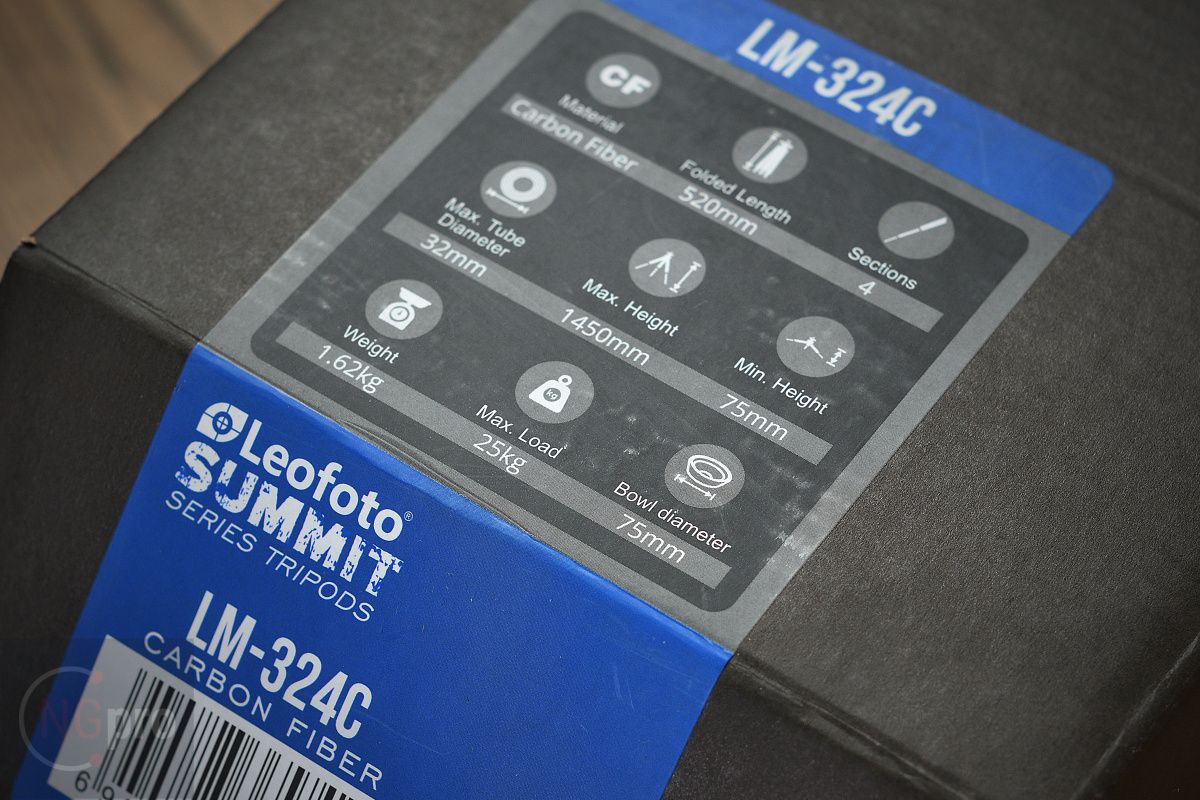 LM-324C
CF
Material
Carbon Fiber
Folded Length
520mm
Sections
4
Max. Tube
Diameter
32mm
Max. Height
1450mm
Min. Height
75mm
Weight
1.62kg
kg
Max. Load
25kg
Bowl diameter
75mm
Leofoto®
SUMMIT
SERIES TRIPODS
LM-324C
CARBON FIBER
NGpro
6